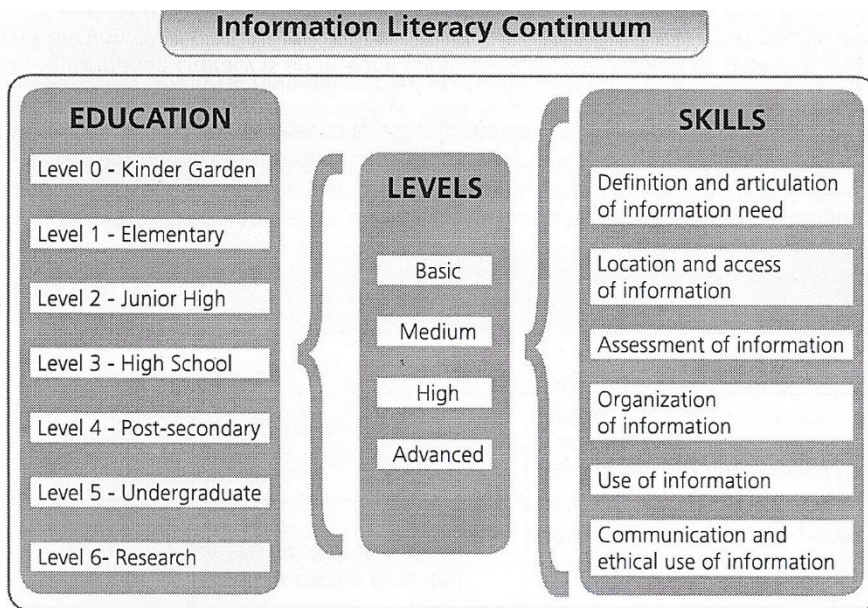 Information Literacy Continuum
EDUCATION
Level 0 - Kinder Garden
Level 1 - Elementary
Level 2 - Junior High
Level 3 - High School
Level 4 - Post-secondary
Level 5 - Undergraduate
Level 6- Research
LEVELS
Basic
Medium
High
Advanced
SKILLS
Definition and articulation
of information need
Location and access
of information
Assessment of information
Organization
of information
Use of information
Communication and
ethical use of information